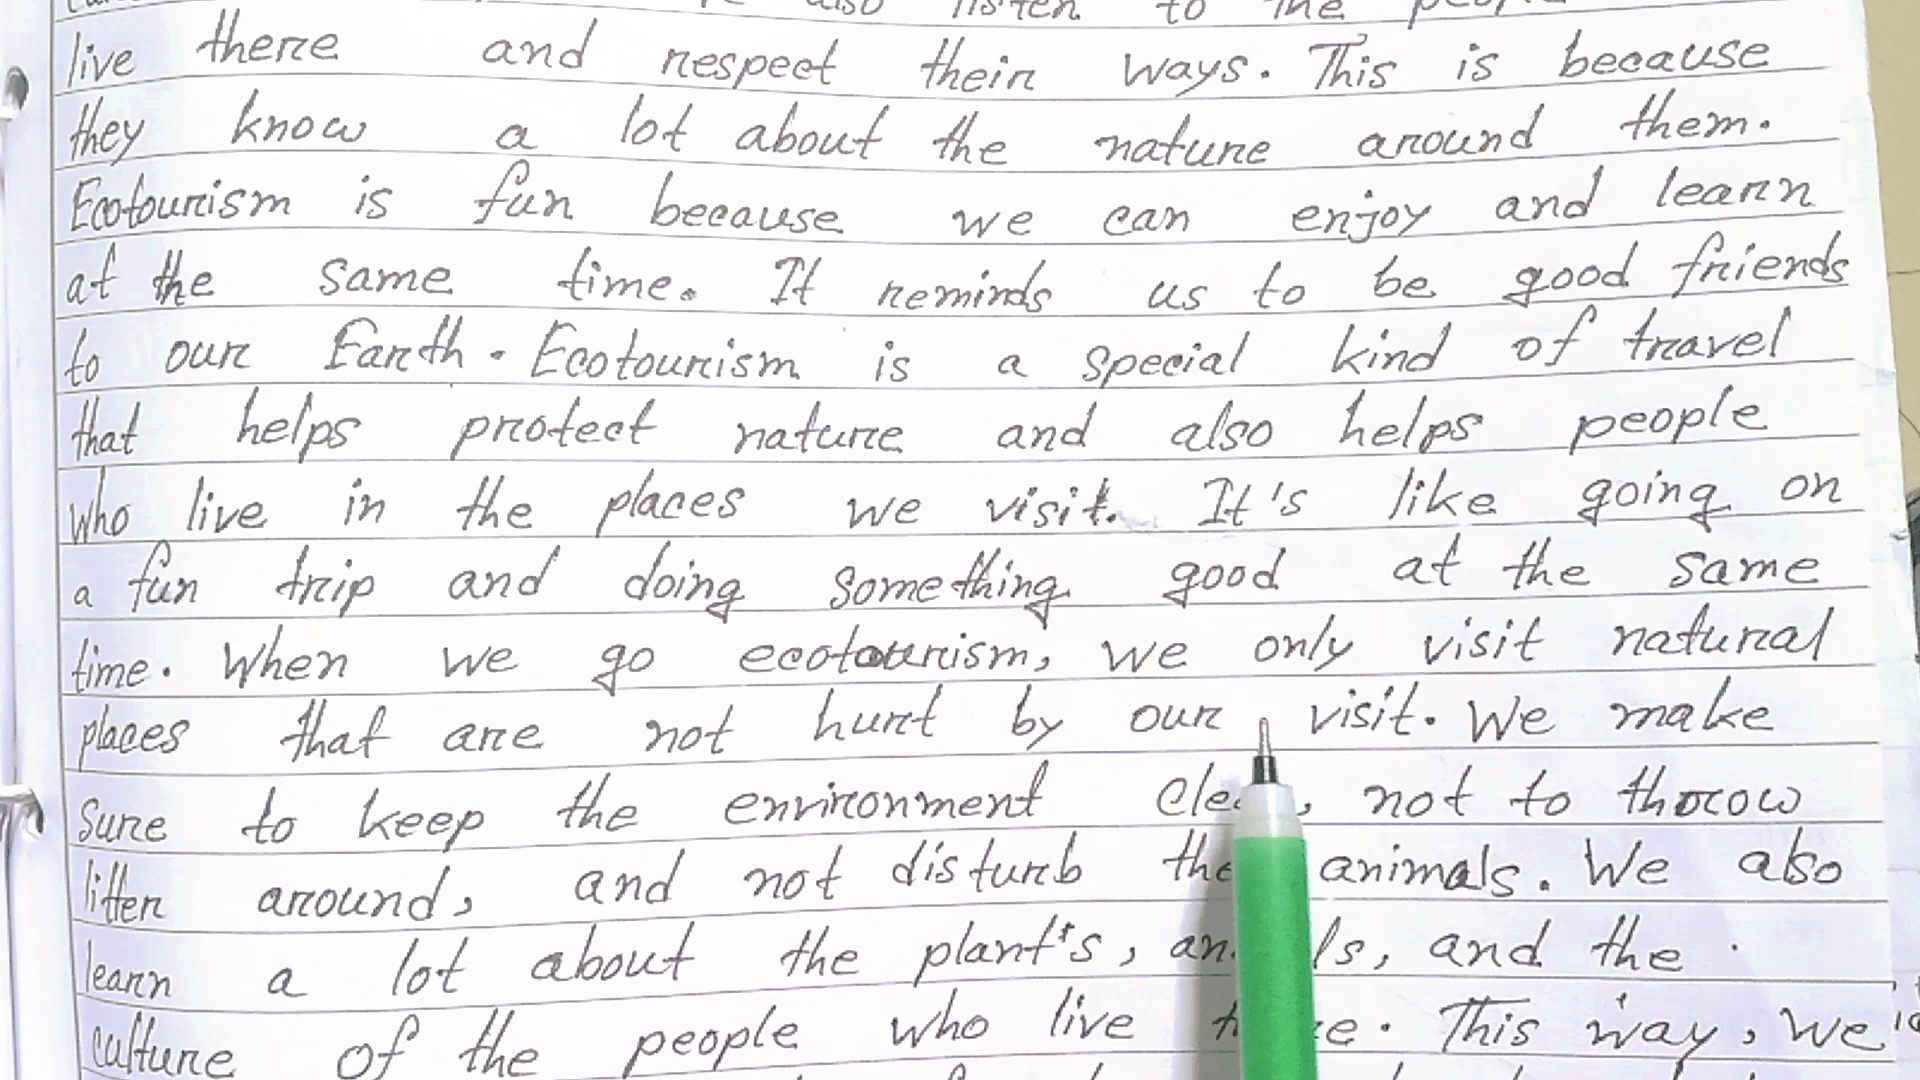 also listen to the
live there and respect their ways. This is because
they know a lot about the nature around them.
Ecotourism is fun because we can enjoy and learn
at the same time. It reminds us to be good friends
to our Earth. Ecotourism is a special kind of travel
that helps protect nature and also helps people
who live in the places we visit. It's like going on
a fun trip and doing something good at the same
time. When we go ecotourism, we only visit natural
places that are not hurt by our visit. We make
sure to keep the environment not to throw
litter around, and not disturb the animals. We also
learn a lot about the plant's, and the
culture of the people who live This way, we